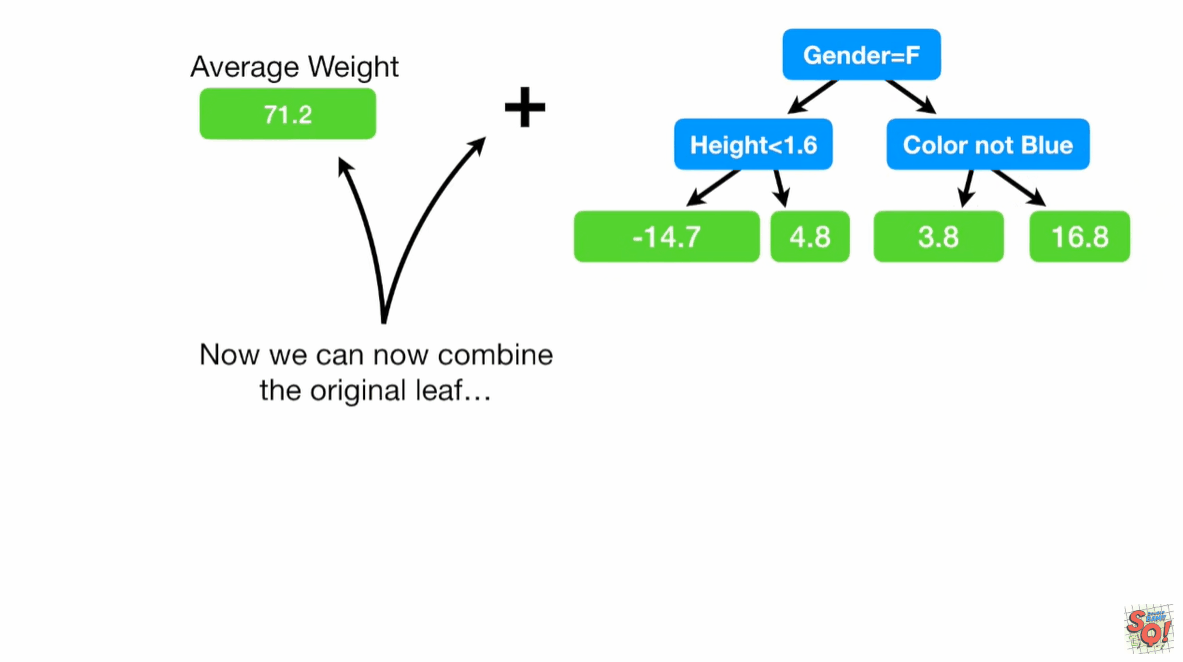 Average Weight
71.2
+
Gender=F
Height<1.6
Color not Blue
-14.7
4.8
3.8
16.8
Now we can now combine
the original leaf...
SQ!